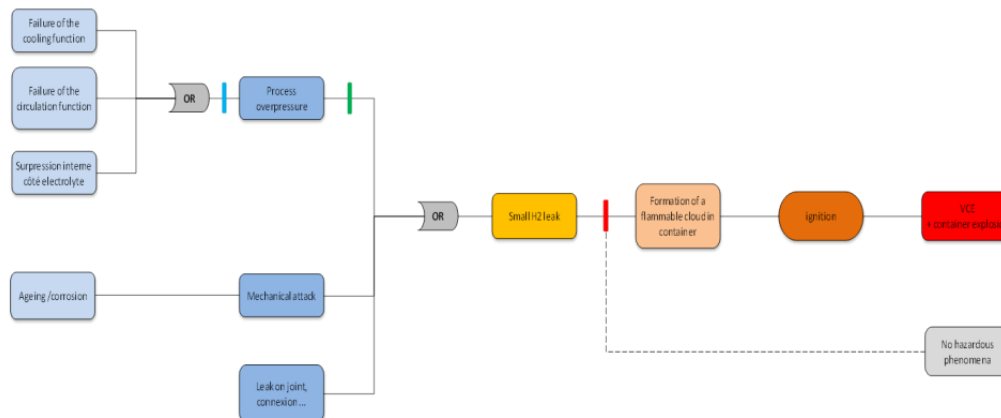 Failure of the
cooling function
Failure of the
circulation function
Surpression interne
côté electrolyte
OR
Process
overpressure
Ageing /corrosion
Mechanical attack
Leak on joint,
connexion ...
OR
Small H2 leak
Formation of a
flammable cloud in
container
ignition
VCE
+ container explosio
No hazardous
phenomena